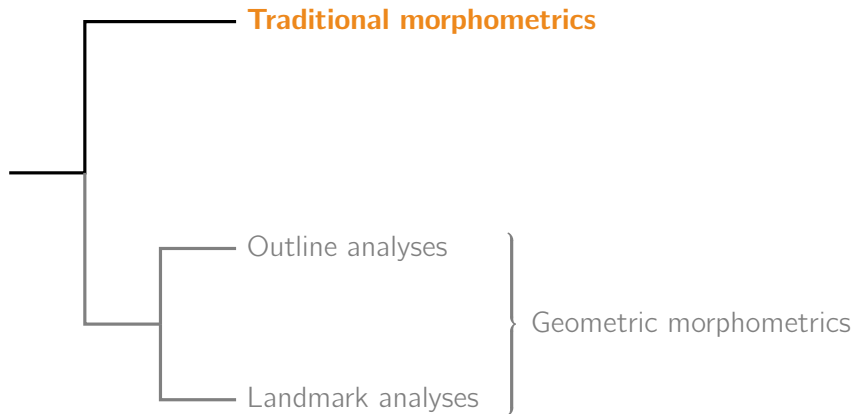 Traditional morphometrics
Outline analyses
Geometric morphometrics
Landmark analyses